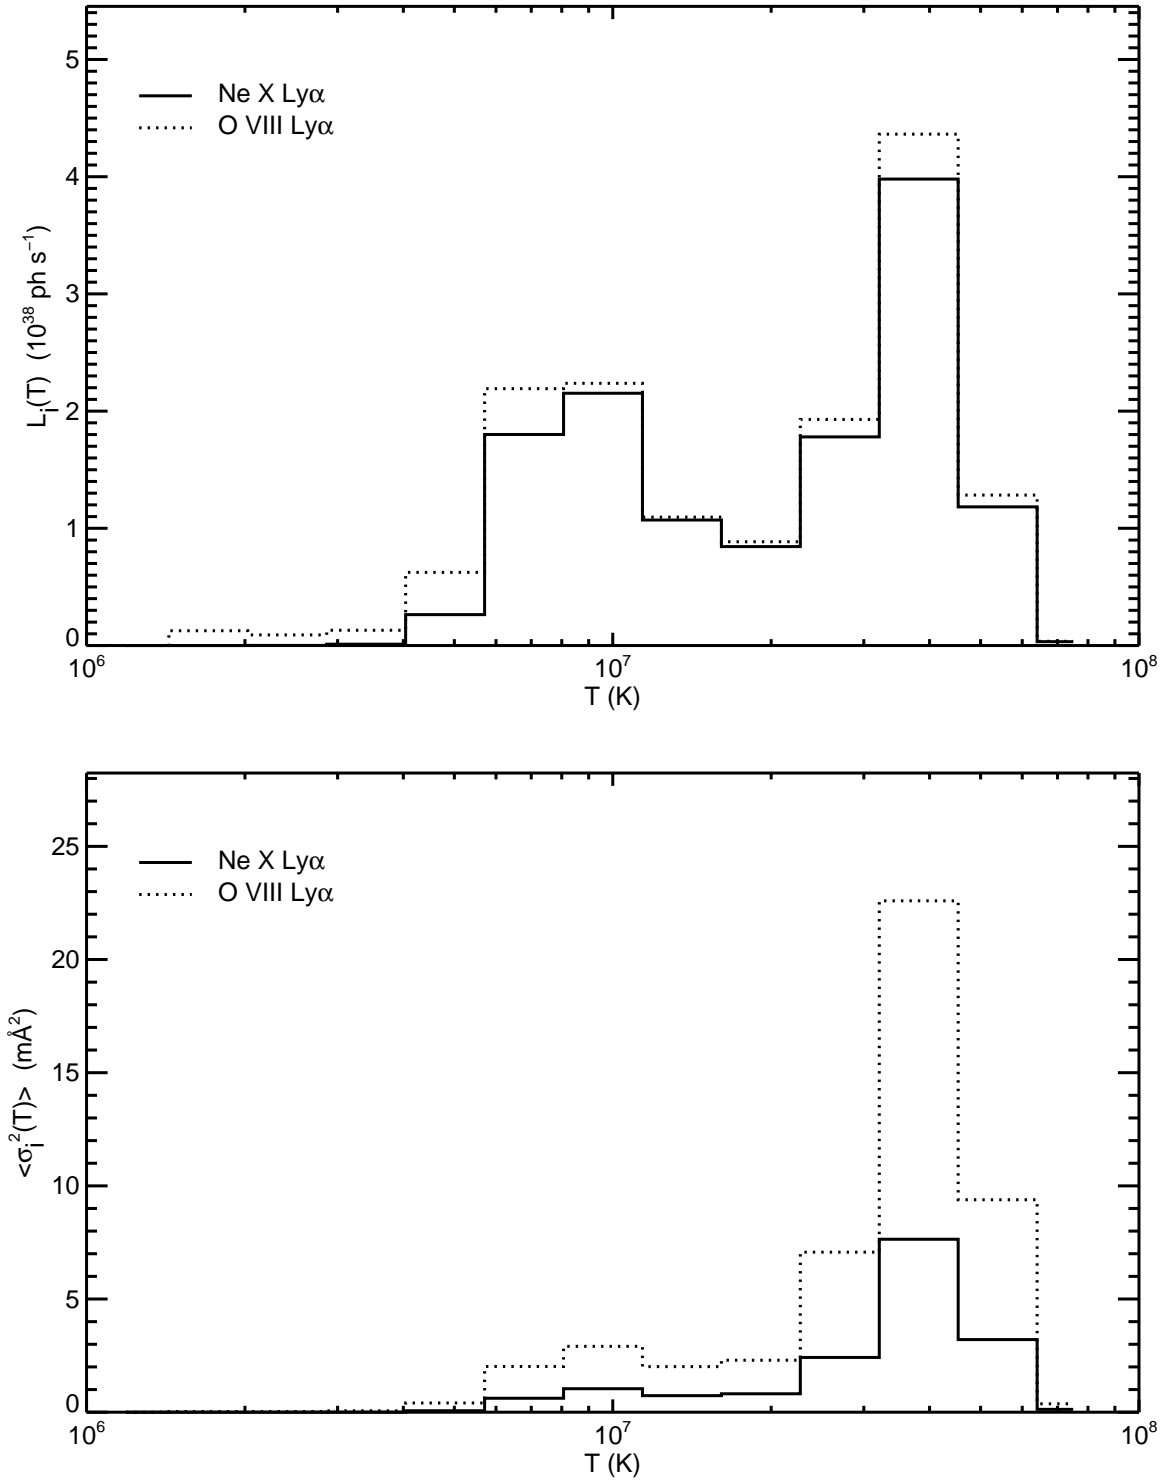 5
4
3
2
1
0
L_i(T) (10^38 ph s^−1)
Ne X Lyα
O VIII Lyα
10^6
10^7
10^8
T (K)
25
20
15
10
5
0
<σ_i^2(T)> (mÅ^2)
Ne X Lyα
O VIII Lyα
10^6
10^7
10^8
T (K)